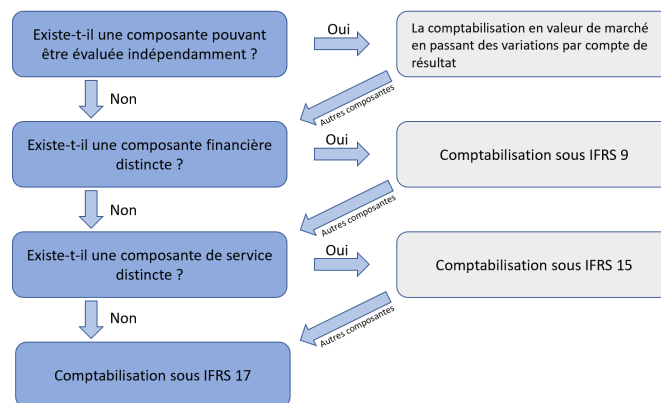 Existe-t-il une composante pouvant
être évaluée indépendamment ?
Oui
La comptabilisation en valeur de marché
en passant des variations par compte de
résultat
Non
Autres composantes
Existe-t-il une composante financière
distincte ?
Oui
Comptabilisation sous IFRS 9
Non
Autres composantes
Existe-t-il une composante de service
distincte ?
Oui
Comptabilisation sous IFRS 15
Non
Autres composantes
Comptabilisation sous IFRS 17